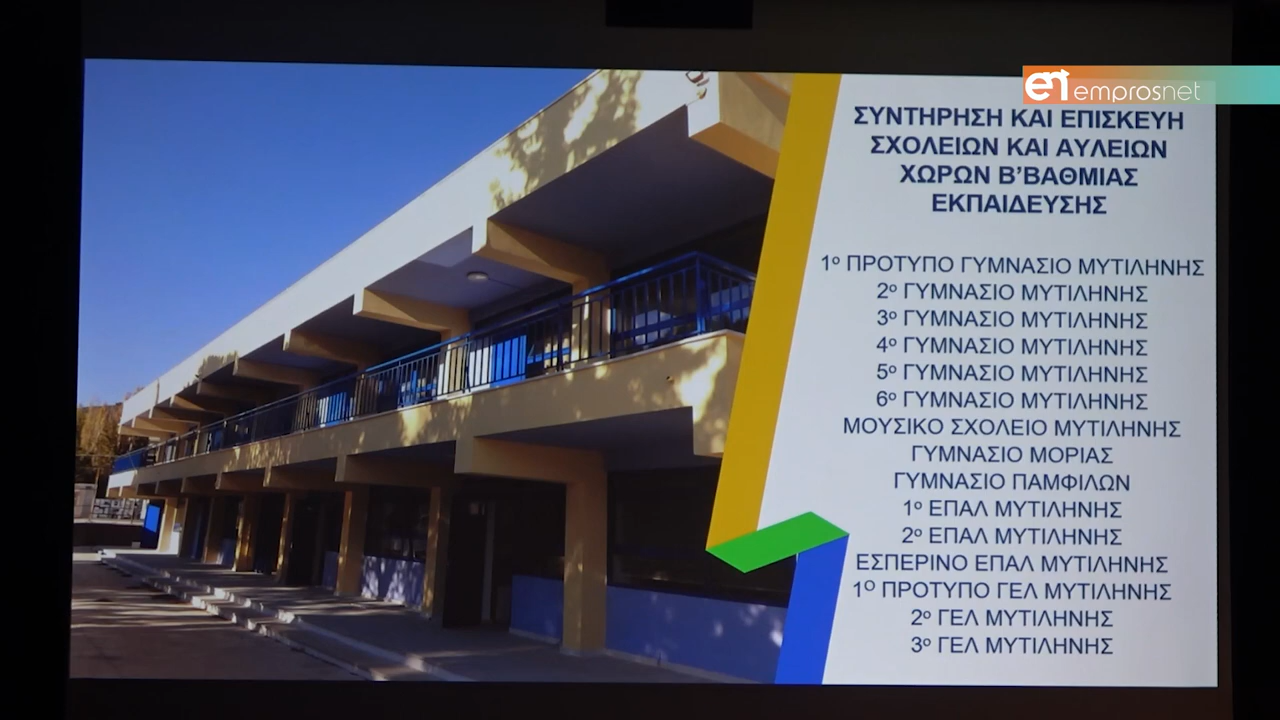 en emprosnet
ΣΥΝΤΗΡΗΣΗ ΚΑΙ ΕΠΙΣΚΕΥΗ
ΣΧΟΛΕΙΩΝ ΚΑΙ ΑΥΛΕΙΩΝ
ΧΩΡΩΝ Β’ΒΑΘΜΙΑΣ
ΕΚΠΑΙΔΕΥΣΗΣ
1ο ΠΡΟΤΥΠΟ ΓΥΜΝΑΣΙΟ ΜΥΤΙΛΗΝΗΣ
2ο ΓΥΜΝΑΣΙΟ ΜΥΤΙΛΗΝΗΣ
3ο ΓΥΜΝΑΣΙΟ ΜΥΤΙΛΗΝΗΣ
4ο ΓΥΜΝΑΣΙΟ ΜΥΤΙΛΗΝΗΣ
5ο ΓΥΜΝΑΣΙΟ ΜΥΤΙΛΗΝΗΣ
6ο ΓΥΜΝΑΣΙΟ ΜΥΤΙΛΗΝΗΣ
ΜΟΥΣΙΚΟ ΣΧΟΛΕΙΟ ΜΥΤΙΛΗΝΗΣ
ΓΥΜΝΑΣΙΟ ΜΟΡΙΑΣ
ΓΥΜΝΑΣΙΟ ΠΑΜΦΙΛΩΝ
1ο ΕΠΑΛ ΜΥΤΙΛΗΝΗΣ
2ο ΕΠΑΛ ΜΥΤΙΛΗΝΗΣ
ΕΣΠΕΡΙΝΟ ΕΠΑΛ ΜΥΤΙΛΗΝΗΣ
1Ο ΠΡΟΤΥΠΟ ΓΕΛ ΜΥΤΙΛΗΝΗΣ
2ο ΓΕΛ ΜΥΤΙΛΗΝΗΣ
3ο ΓΕΛ ΜΥΤΙΛΗΝΗΣ